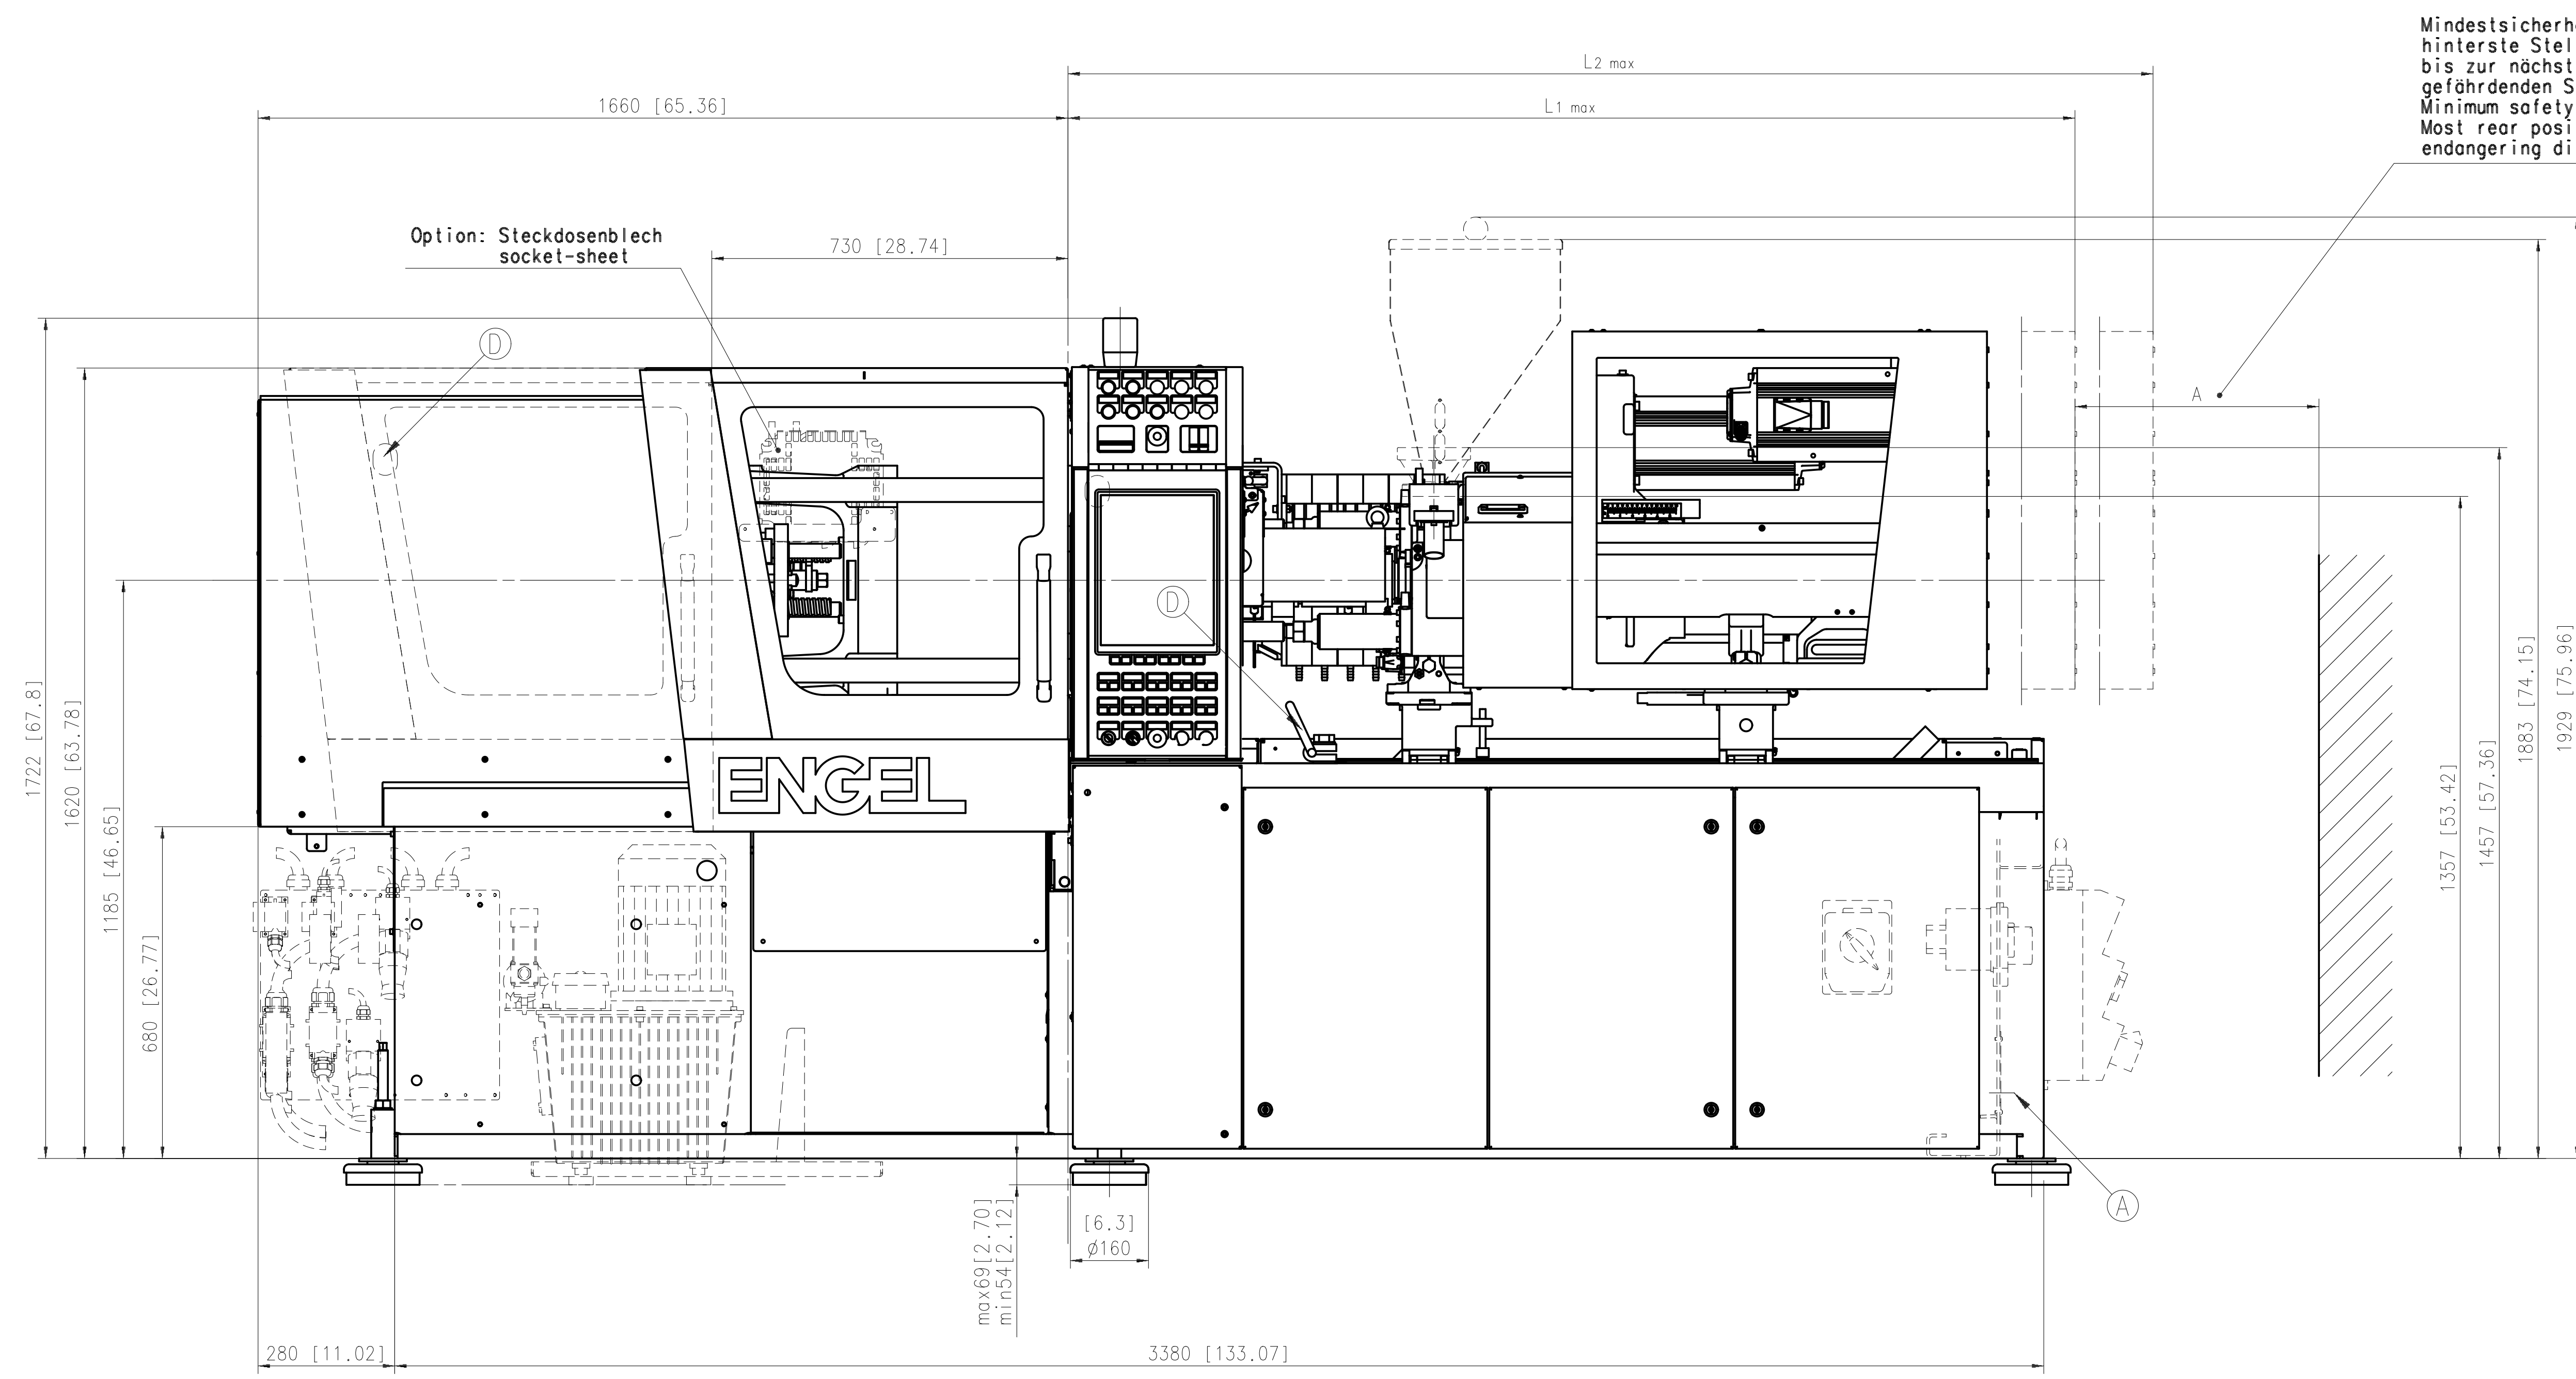 Mindestsicherh
hinterste Stel
bis zur nächst
gefährdenden S
Minimum safety
Most rear posi
endangering di
L2 max
1660 [65.36]
L1 max
Option: Steckdosenblech
socket-sheet
730 [28.74]
D
A
D
1722 [67.8]
1620 [63.78]
1185 [46.65]
680 [26.77]
ENGEL
1357 [53.42]
1457 [57.36]
1883 [74.15]
1929 [75.96]
max69[2.70]
min54[2.12]
[6.3]
ø160
A
280 [11.02]
3380 [133.07]